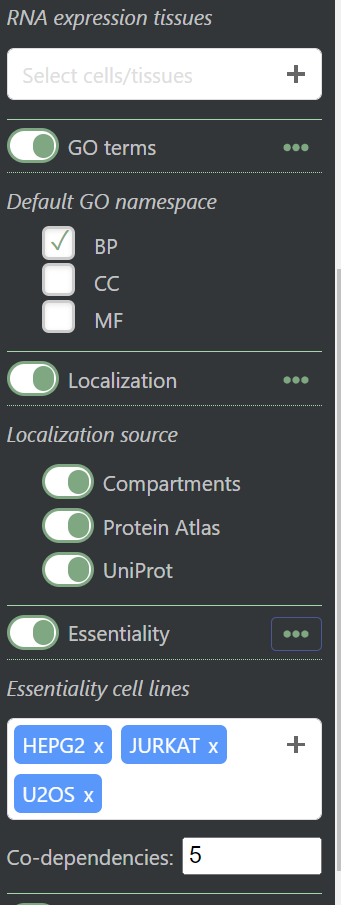 RNA expression tissues
Select cells/tissues
GO terms
Default GO namespace
BP
CC
MF
Localization
Localization source
Compartments
Protein Atlas
UniProt
Essentiality
Essentiality cell lines
HEPG2 x JURKAT x
U2OS x
Co-dependencies: 5